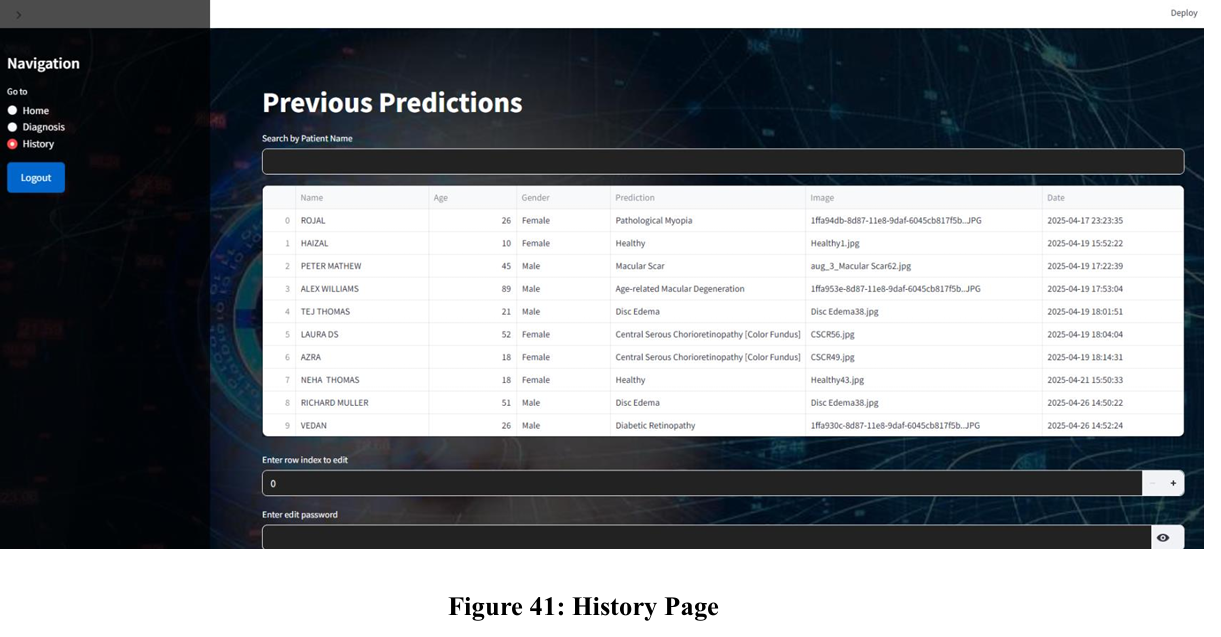 Deploy
Navigation
Go to
Home
Diagnosis
History
Logout
Previous Predictions
Search by Patient Name
Name Age Gender Prediction Image Date
0 ROJAL 26 Female Pathological Myopia 1ffa94db-8d87-11e8-9daf-6045cb817f5b..JPG 2025-04-17 23:23:35
1 HAIZAL 10 Female Healthy Healthy1.jpg 2025-04-19 15:52:22
2 PETER MATHEW 45 Male Macular Scar aug_3_Macular Scar62.jpg 2025-04-19 17:22:39
3 ALEX WILLIAMS 89 Male Age-related Macular Degeneration 1ffa953e-8d87-11e8-9daf-6045cb817f5b..JPG 2025-04-19 17:53:04
4 TEJ THOMAS 21 Male Disc Edema Disc Edema38.jpg 2025-04-19 18:01:51
5 LAURA DS 52 Female Central Serous Chorioretinopathy [Color Fundus] CSCR56.jpg 2025-04-19 18:04:04
6 AZRA 18 Female Central Serous Chorioretinopathy [Color Fundus] CSCR49.jpg 2025-04-19 18:14:31
7 NEHA THOMAS 18 Female Healthy Healthy43.jpg 2025-04-21 15:50:33
8 RICHARD MULLER 51 Male Disc Edema Disc Edema38.jpg 2025-04-26 14:50:22
9 VEDAN 26 Male Diabetic Retinopathy 1ffa930c-8d87-11e8-9daf-6045cb817f5b..JPG 2025-04-26 14:52:24
Enter row index to edit
0
Enter edit password
Figure 41: History Page